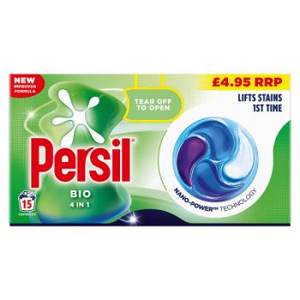 NEW
IMPROVED
FORMULA
TEAR OFF
TO OPEN
£4.95 RRP
LIFTS STAINS
1ST TIME
Persil
BIO
4 IN 1
15
NANO-POWER™ TECHNOLOGY